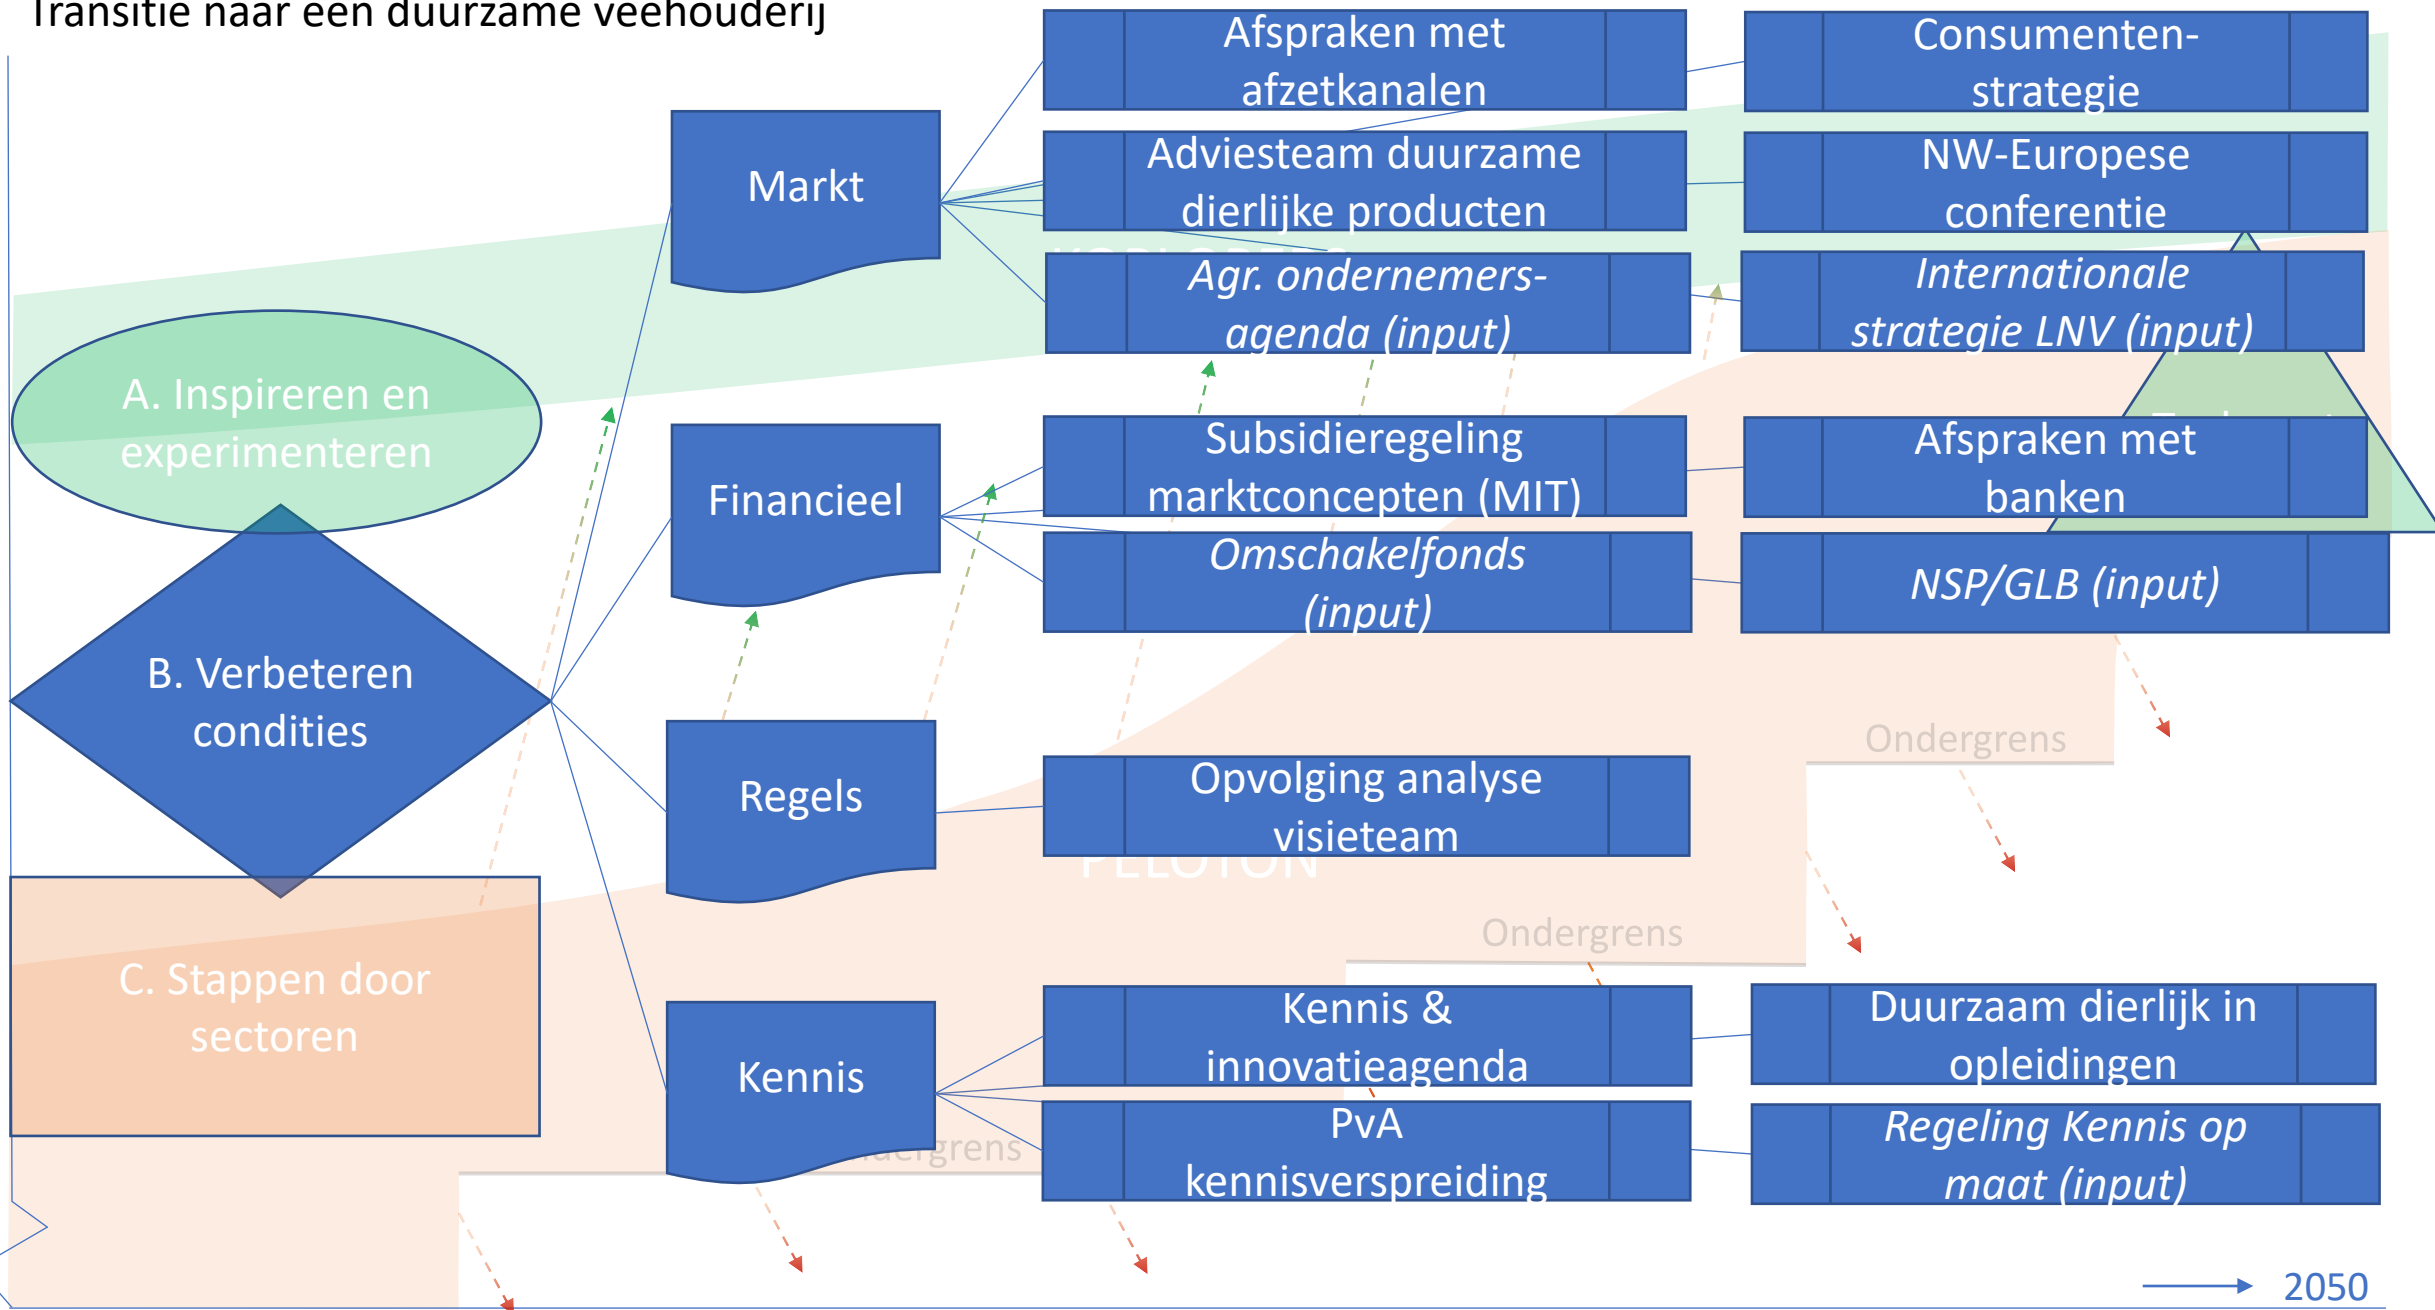 Transitie naar een duurzame veehouderij
Afspraken met
afzetkanalen
Consumenten-
strategie
Markt
Adviesteam duurzame
dierlijke producten
NW-Europese
conferentie
Agr. ondernemers-
agenda (input)
Internationale
strategie LNV (input)
A. Inspireren en
experimenteren
Financieel
Subsidieregeling
marktconcepten (MIT)
Afspraken met
banken
Omschakelfonds
(input)
NSP/GLB (input)
B. Verbeteren
condities
Ondergrens
Regels
Opvolging analyse
visieteam
PELOTON
Ondergrens
C. Stappen door
sectoren
Kennis
Kennis &
innovatieagenda
Duurzaam dierlijk in
opleidingen
PvA
kennisverspreiding
Regeling Kennis op
maat (input)
2050